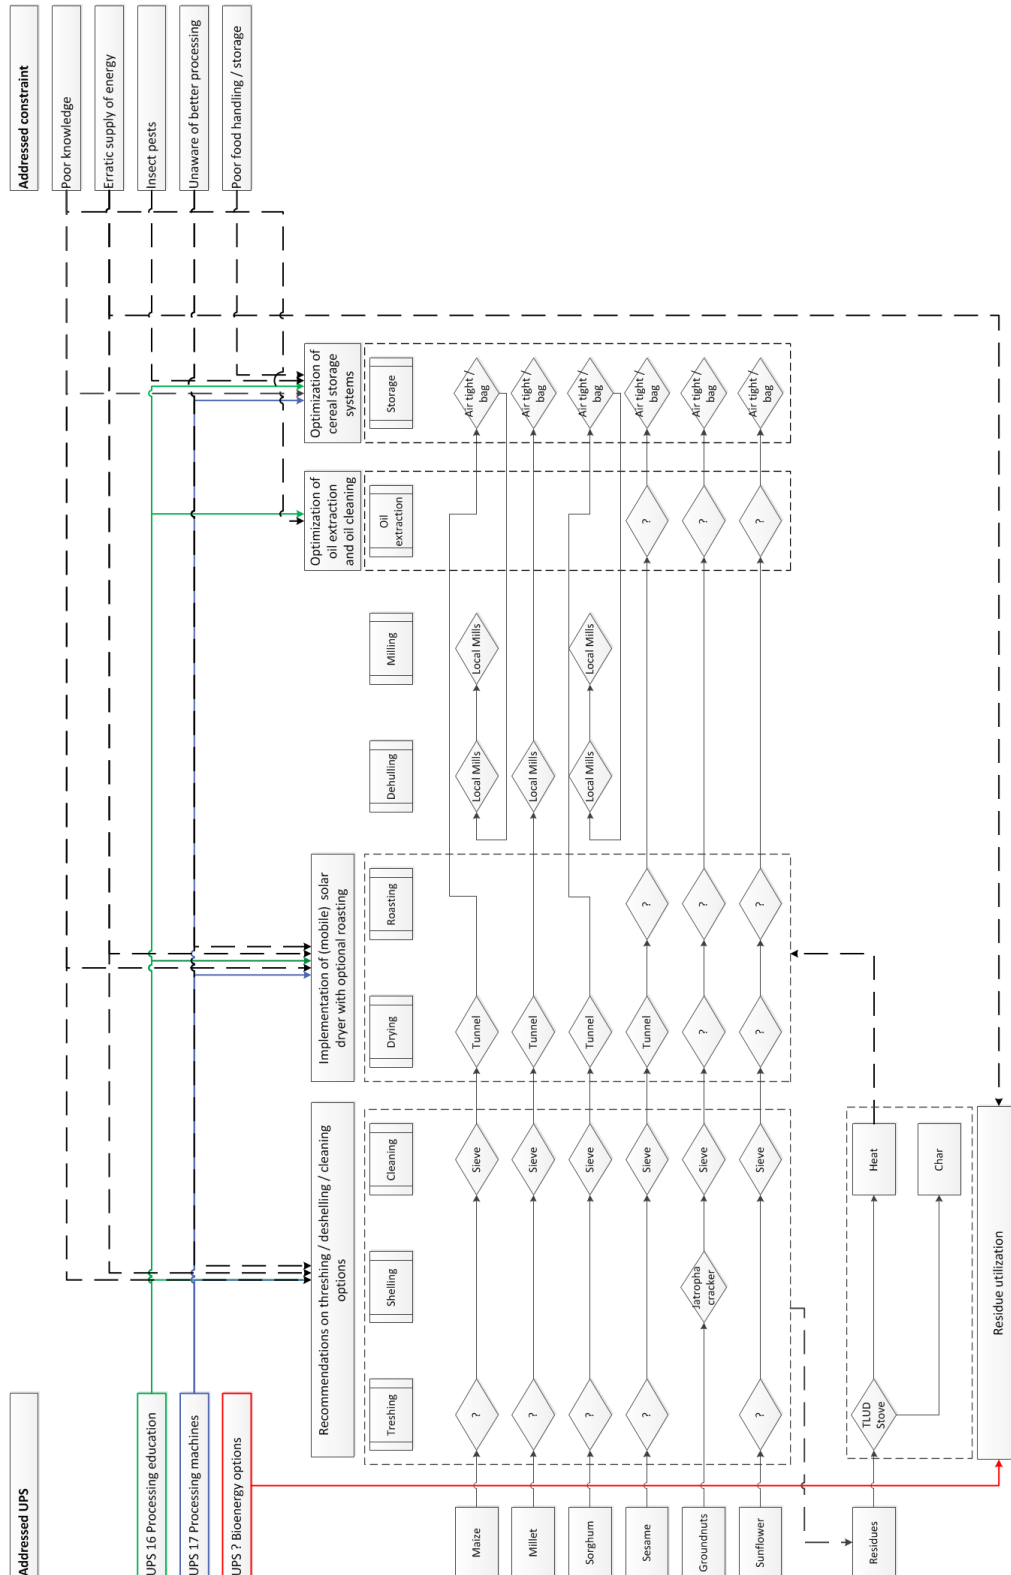 Addressed constraint
Poor knowledge
Erratic supply of energy
Insect pests
Unaware of better processing
Poor food handling / storage
Addressed UPS
UPS 16 Processing education
UPS 17 Processing machines
UPS ? Bioenergy options
Recommendations on threshing / deshelling / cleaning
options
Implementation of (mobile) solar
dryer with optional roasting
Optimization of
oil extraction
and oil cleaning
Optimization of
cereal storage
systems
Treshing
Shelling
Cleaning
Drying
Roasting
Dehulling
Milling
Oil
extraction
Storage
Maize
?
Sieve
Tunnel
Local Mills
Local Mills
Air tight /
bag
Millet
?
Sieve
Tunnel
Local Mills
Air tight /
bag
Sorghum
?
Sieve
Tunnel
Local Mills
Local Mills
Air tight /
bag
Sesame
?
Sieve
Tunnel
?
?
Air tight /
bag
Groundnuts
Jatropha
cracker
Sieve
?
?
?
Air tight /
bag
Sunflower
?
Sieve
?
?
?
Air tight /
bag
Residues
TLUD
Stove
Heat
Char
Residue utilization